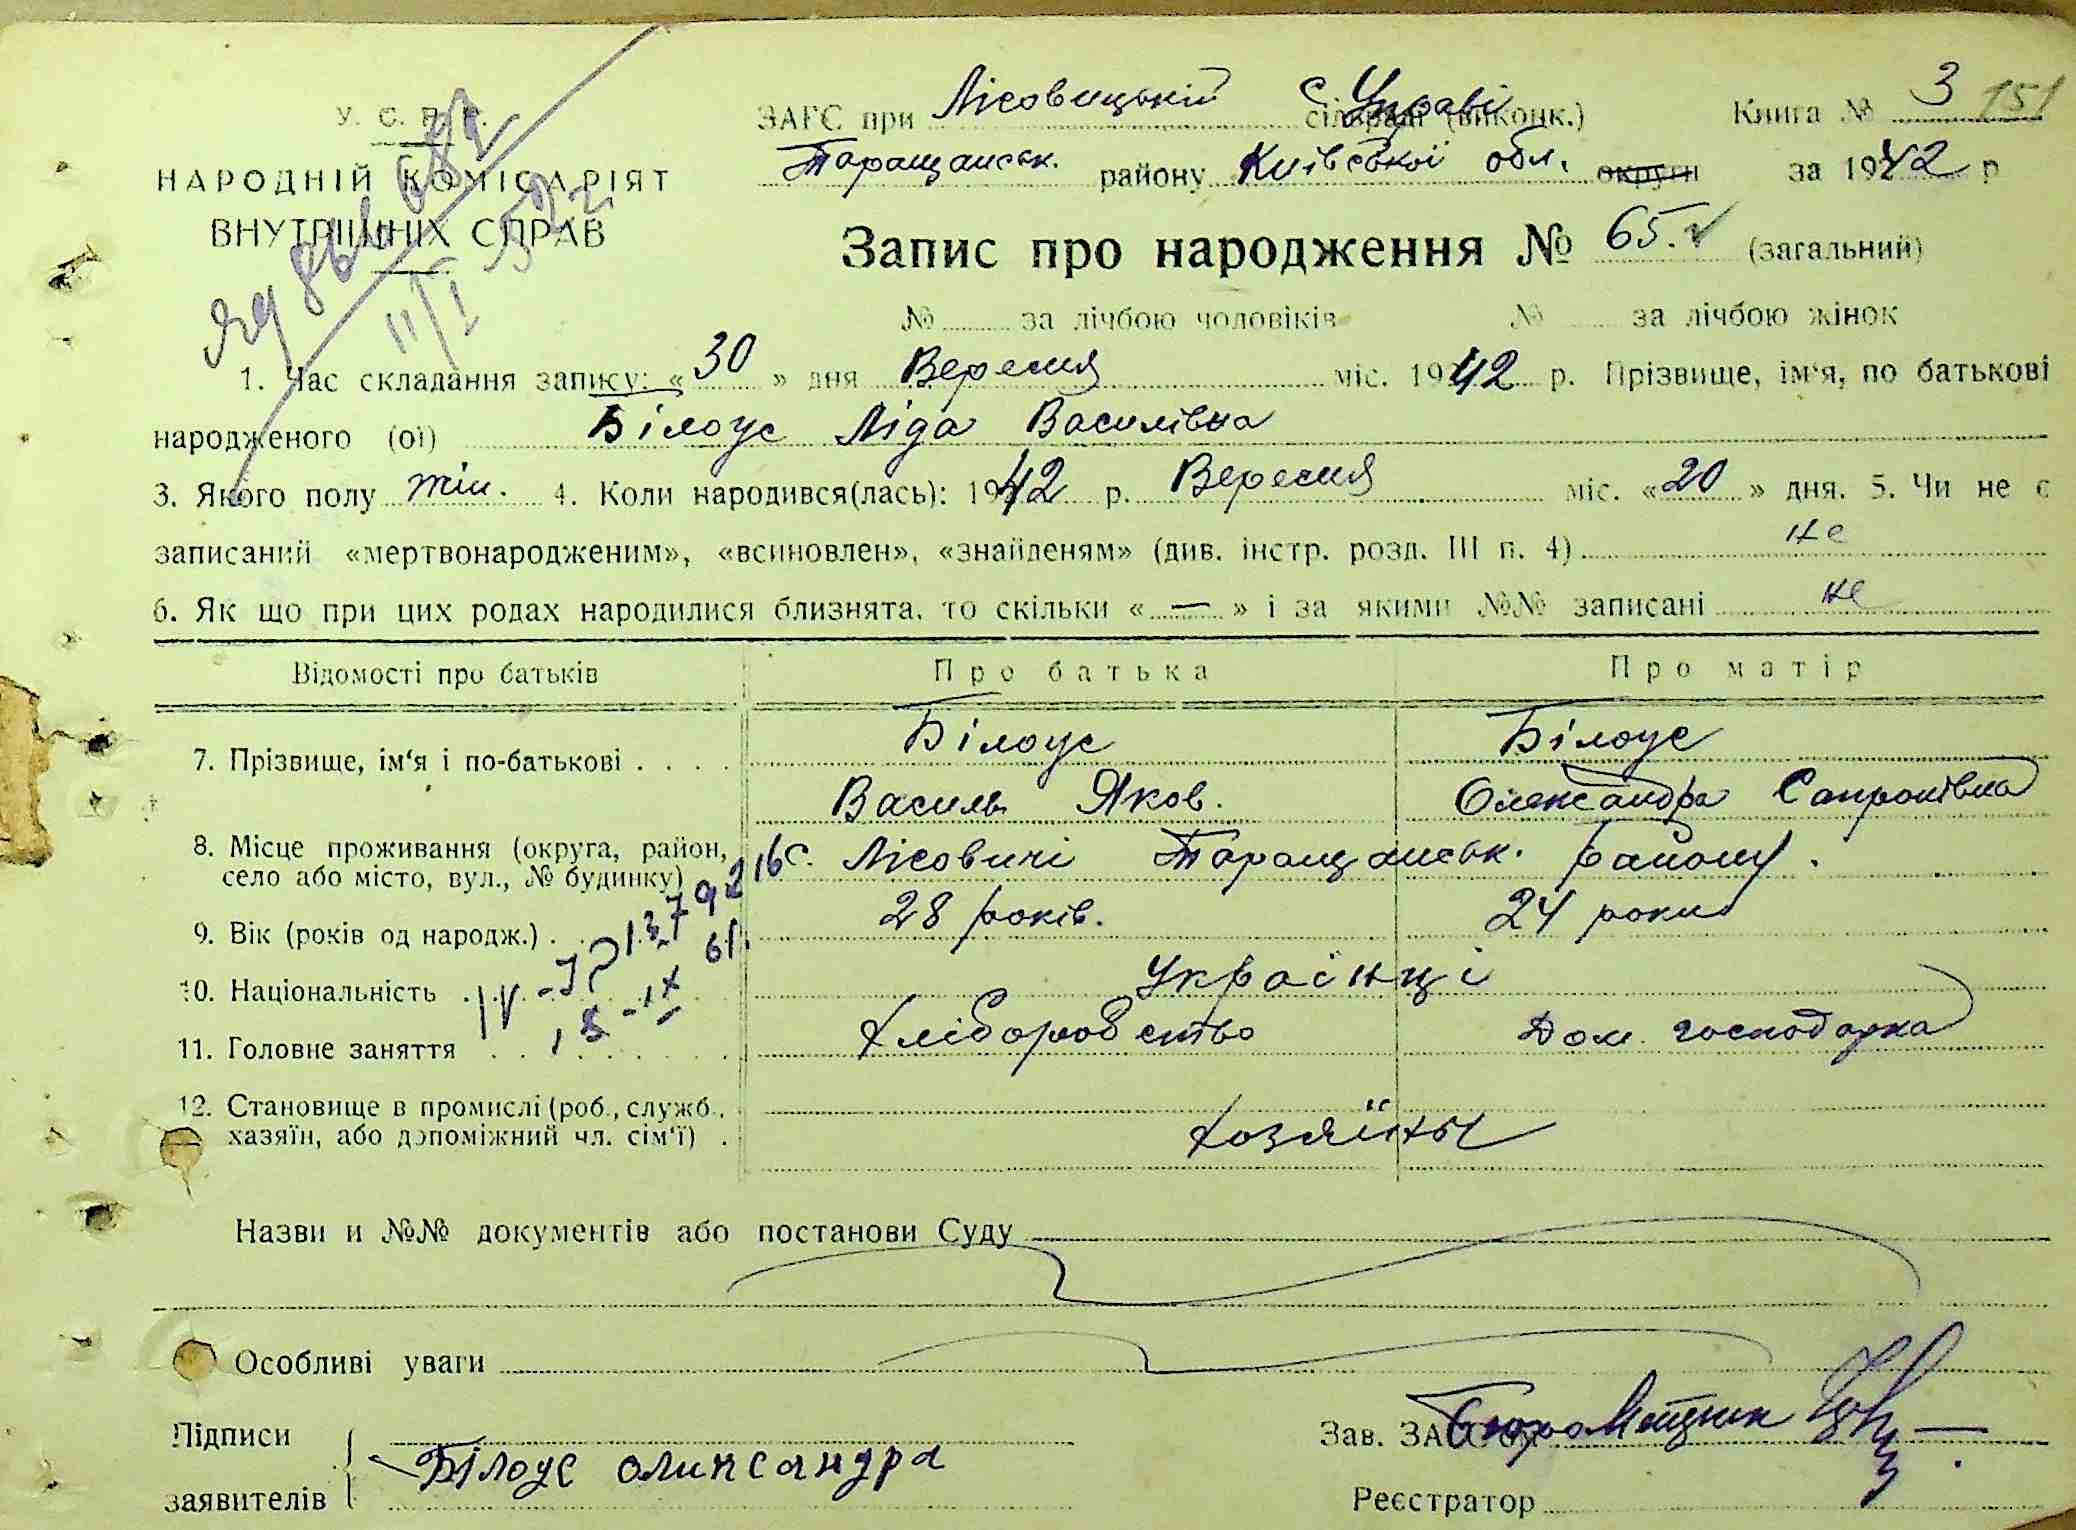 У. С. Р. Р.
НАРОДНІЙ КОМІСАРІЯТ
ВНУТРІШНІХ СПРАВ
ЗАГС при Лісовицькій с. Управі сільраді (виконк.) Книга № 3 151
Таращанськ. району Київської обл. округи за 1942 р
Запис про народження № 65. (загальний)
№ за лічбою чоловіків № за лічбою жінок
1. Час складання запису: «30» дня Вересня міс. 1942 р. Прізвище, ім'я, по батькові
народженого (ої) Білоус Ліда Василівна
3. Якого полу жін. 4. Коли народився(лась): 1942 р. Вересня міс. «20» дня. 5. Чи не є
записаний «мертвонародженим», «всиновлен», «знайденям» (див. інстр. розд. III п. 4) не
6. Як що при цих родах народилися близнята, то скільки «—» і за якими №№ записані не
Відомості про батьків Про батька Про матір
7. Прізвище, ім'я і по-батькові . . . . Білоус Білоус
Василь Яков. Олександра Сопронівна
8. Місце проживання (округа, район, село або місто, вул., № будинку) с. Лісовичі Таращанськ. району.
9. Вік (років од народж.) . 28 років. 24 роки
10. Національність . Українці
11. Головне заняття . Хлібороб ство Дом. господарка
12. Становище в промислі (роб., служб., хазяїн, або допоміжний чл. сім'ї) . Хозяїны
Назви и №№ документів або постанови Суду
Особливі уваги
Підписи
заявителів
Білоус олинсандра
Зав. ЗАГС'ом
Реєстратор